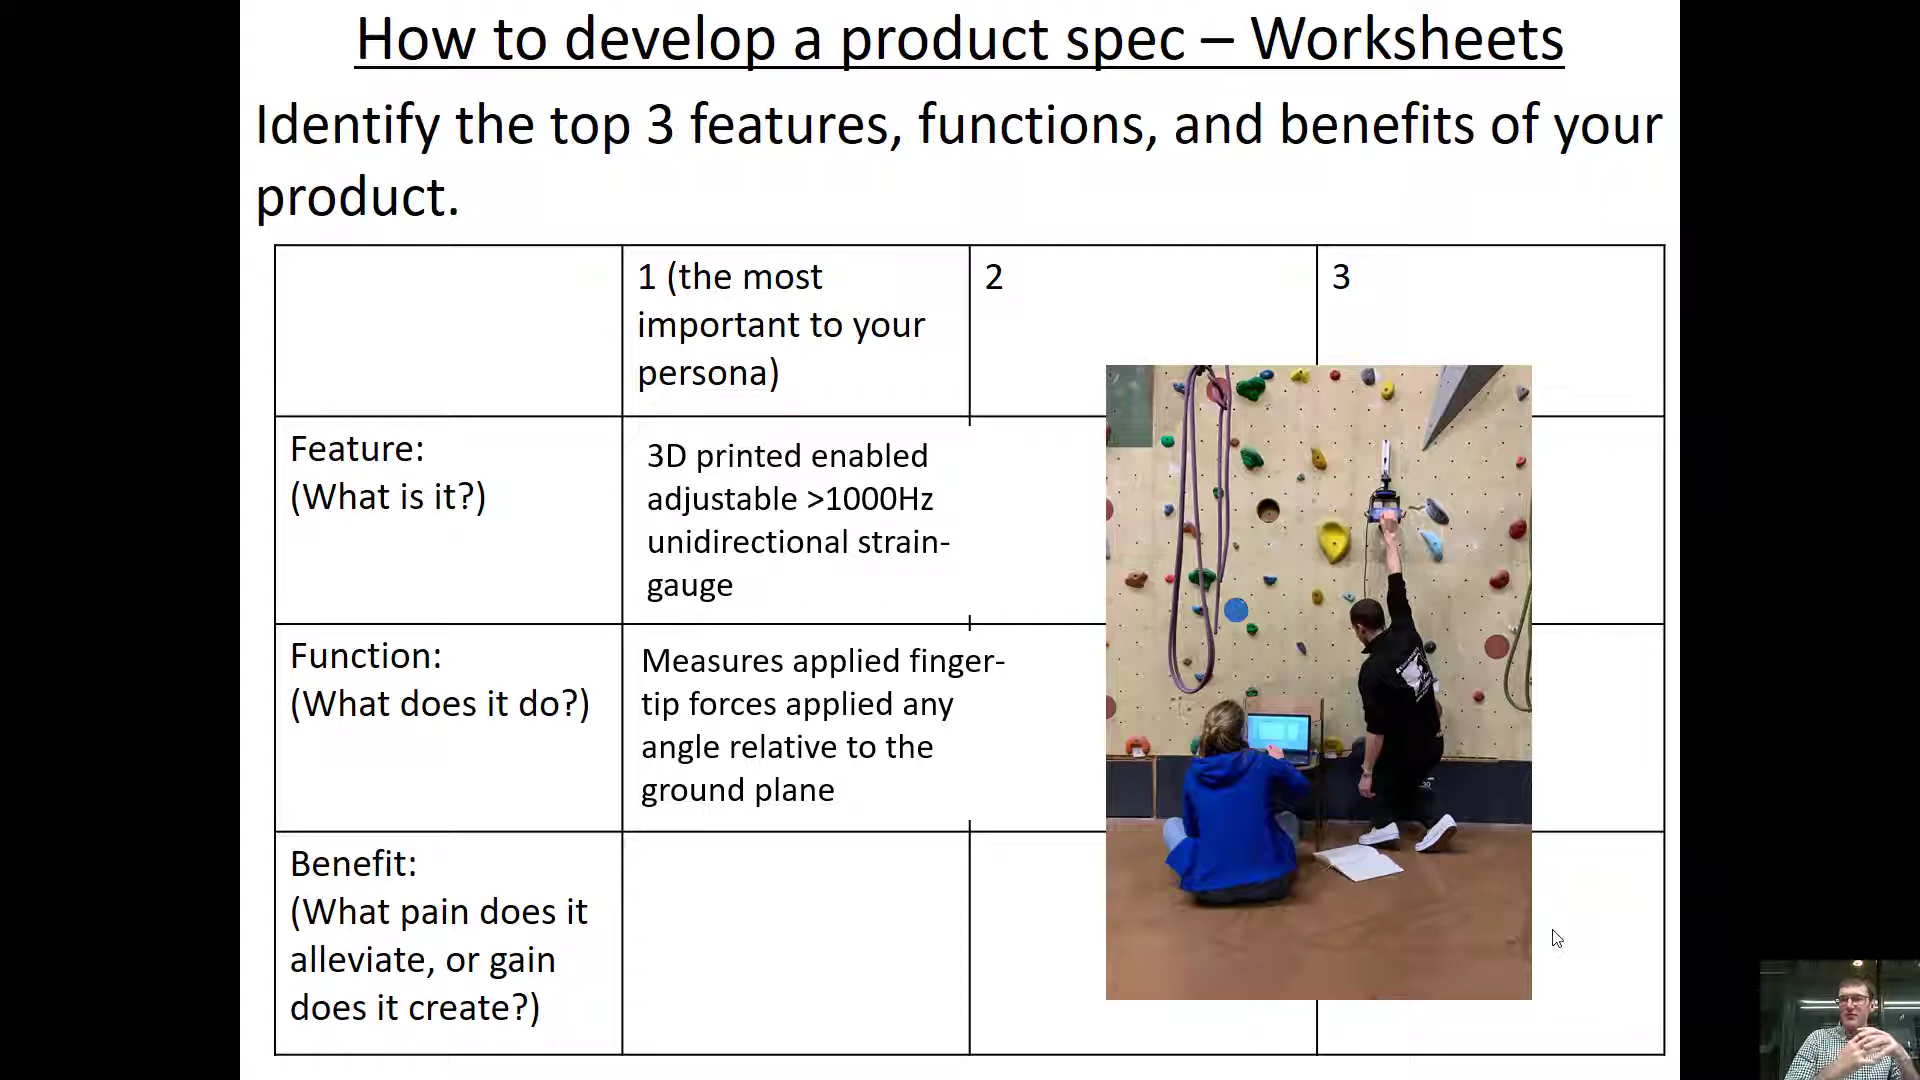 How to develop a product spec – Worksheets
Identify the top 3 features, functions, and benefits of your
product.
1 (the most
important to your
persona)
2
3
Feature:
(What is it?)
3D printed enabled
adjustable >1000Hz
unidirectional strain-
gauge
Function:
(What does it do?)
Measures applied finger-
tip forces applied any
angle relative to the
ground plane
Benefit:
(What pain does it
alleviate, or gain
does it create?)